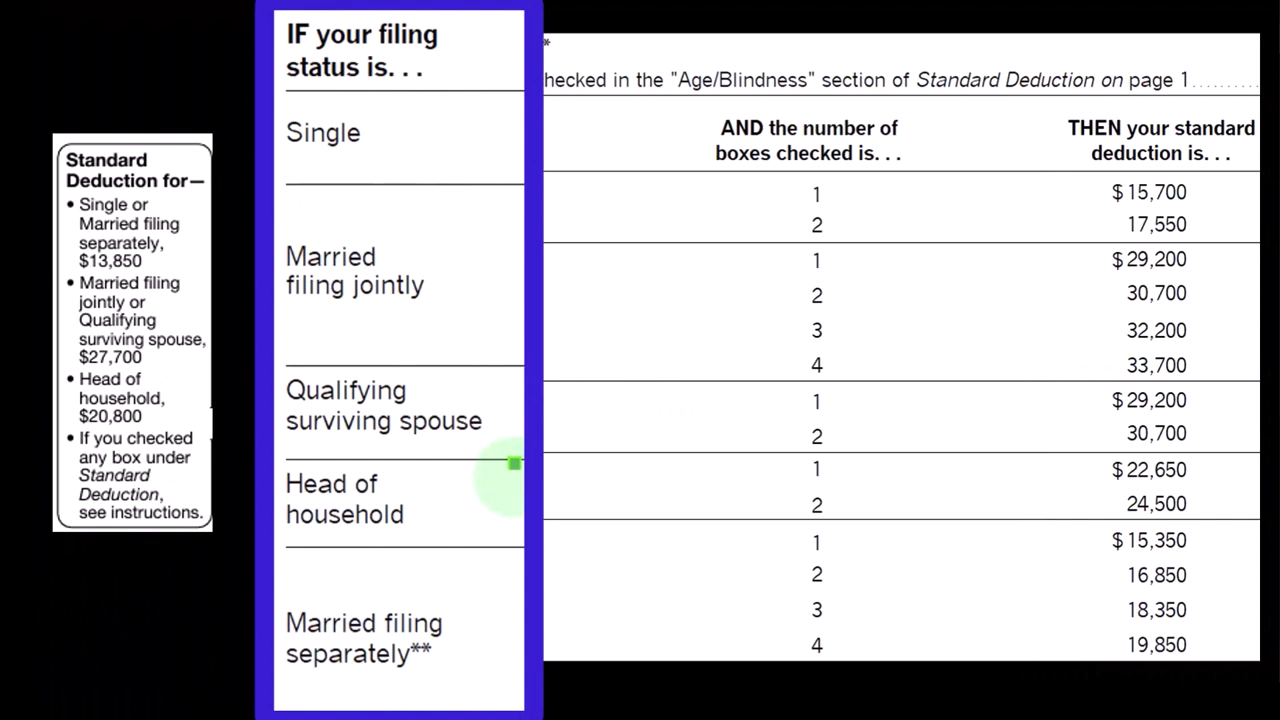 Standard
Deduction for—
• Single or
Married filing
separately,
$13,850
• Married filing
jointly or
Qualifying
surviving spouse,
$27,700
• Head of
household,
$20,800
• If you checked
any box under
Standard
Deduction,
see instructions.
IF your filing
status is. . .
Single
Married
filing jointly
Qualifying
surviving spouse
Head of
household
Married filing
separately**
*
hecked in the "Age/Blindness" section of Standard Deduction on page 1..........
AND the number of
boxes checked is. . .
THEN your standard
deduction is. . .
1 $15,700
2 17,550
1 $29,200
2 30,700
3 32,200
4 33,700
1 $29,200
2 30,700
1 $22,650
2 24,500
1 $15,350
2 16,850
3 18,350
4 19,850